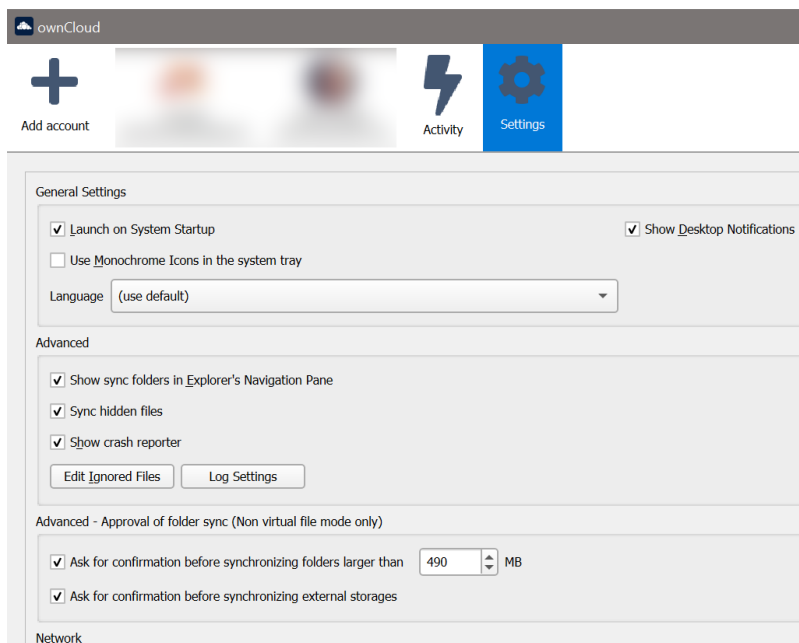 ownCloud
Add account
Activity
Settings
General Settings
Launch on System Startup
Show Desktop Notifications
Use Monochrome Icons in the system tray
Language (use default)
Advanced
Show sync folders in Explorer's Navigation Pane
Sync hidden files
Show crash reporter
Edit Ignored Files
Log Settings
Advanced - Approval of folder sync (Non virtual file mode only)
Ask for confirmation before synchronizing folders larger than 490 MB
Ask for confirmation before synchronizing external storages
Network